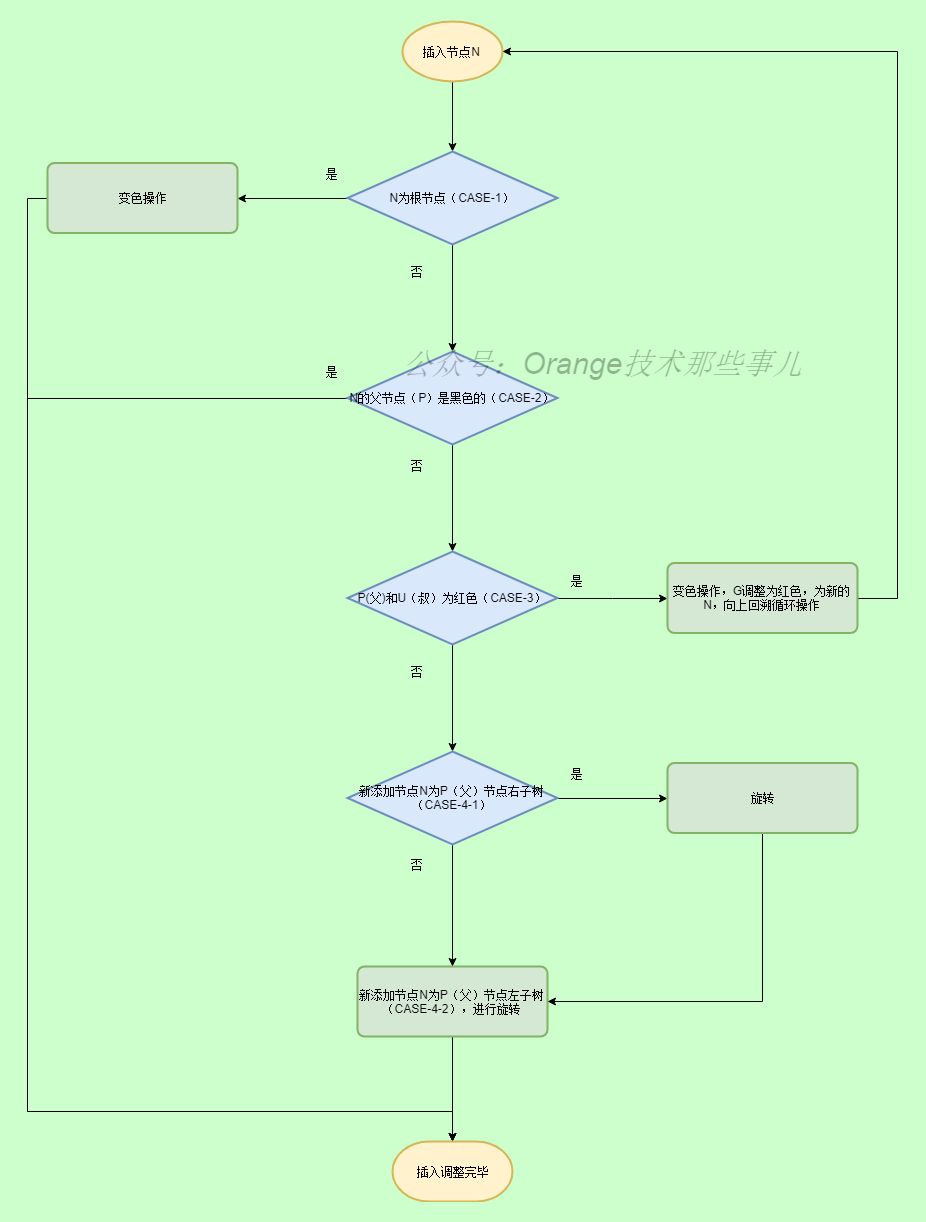 插入节点N
是
变色操作
N为根节点（CASE-1）
否
公众号：Orange技术那些事儿
是
N的父节点（P）是黑色的（CASE-2）
否
是
P(父)和U（叔）为红色（CASE-3）
变色操作，G调整为红色，为新的
N，向上回溯循环操作
否
是
新添加节点N为P（父）节点右子树
（CASE-4-1）
旋转
否
新添加节点N为P（父）节点左子树
（CASE-4-2），进行旋转
插入调整完毕